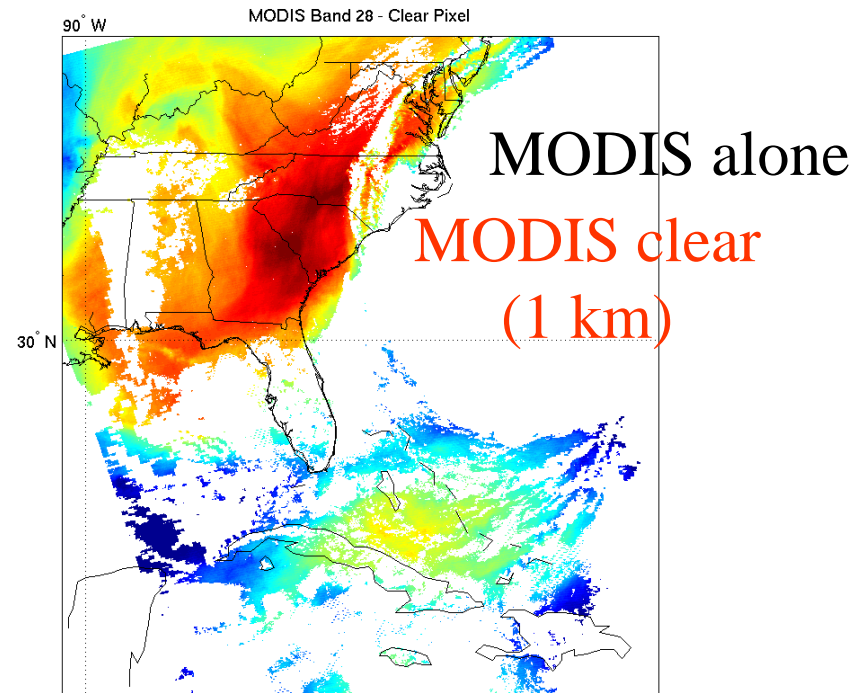 MODIS Band 28 - Clear Pixel
90° W
MODIS alone
MODIS clear
(1 km)
30° N